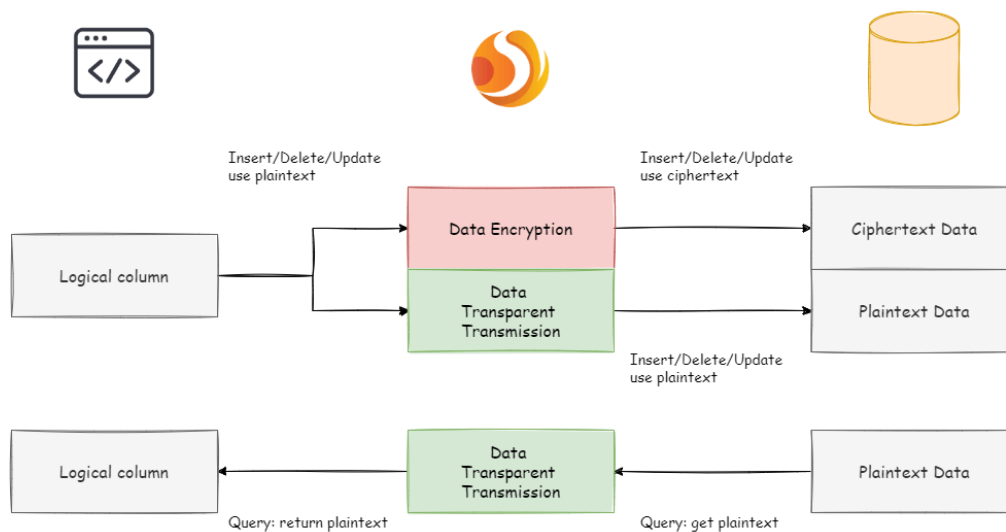 </>
Insert/Delete/Update
use plaintext
Insert/Delete/Update
use ciphertext
Data Encryption
Ciphertext Data
Logical column
Data
Transparent
Transmission
Plaintext Data
Insert/Delete/Update
use plaintext
Logical column
Data
Transparent
Transmission
Plaintext Data
Query: return plaintext
Query: get plaintext